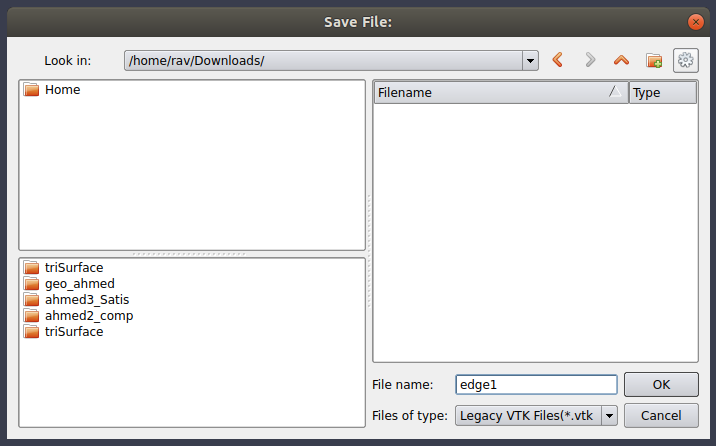 Save File:
Look in: /home/rav/Downloads/
Home
Filename Type
triSurface
geo_ahmed
ahmed3_Satis
ahmed2_comp
triSurface
File name: edge1 OK
Files of type: Legacy VTK Files(*.vtk Cancel